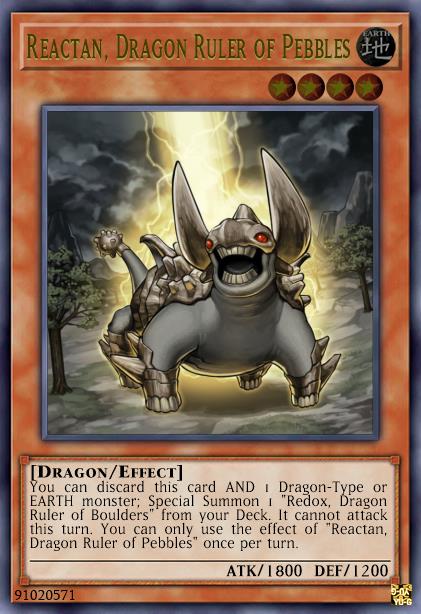 Reactan, Dragon Ruler of Pebbles
EARTH
地
[Dragon/Effect]
You can discard this card AND 1 Dragon-Type or
EARTH monster; Special Summon 1 "Redox, Dragon
Ruler of Boulders" from your Deck. It cannot attack
this turn. You can only use the effect of "Reactan,
Dragon Ruler of Pebbles" once per turn.
ATK/1800 DEF/1200
91020571